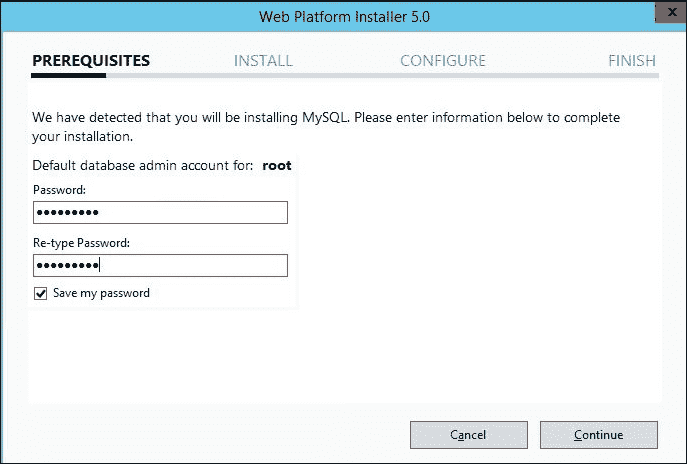 Web Platform Installer 5.0
x
PREREQUISITES INSTALL CONFIGURE FINISH
We have detected that you will be installing MySQL. Please enter information below to complete
your installation.
Default database admin account for: root
Password:
•••••••••
Re-type Password:
•••••••••
Save my password
Cancel Continue